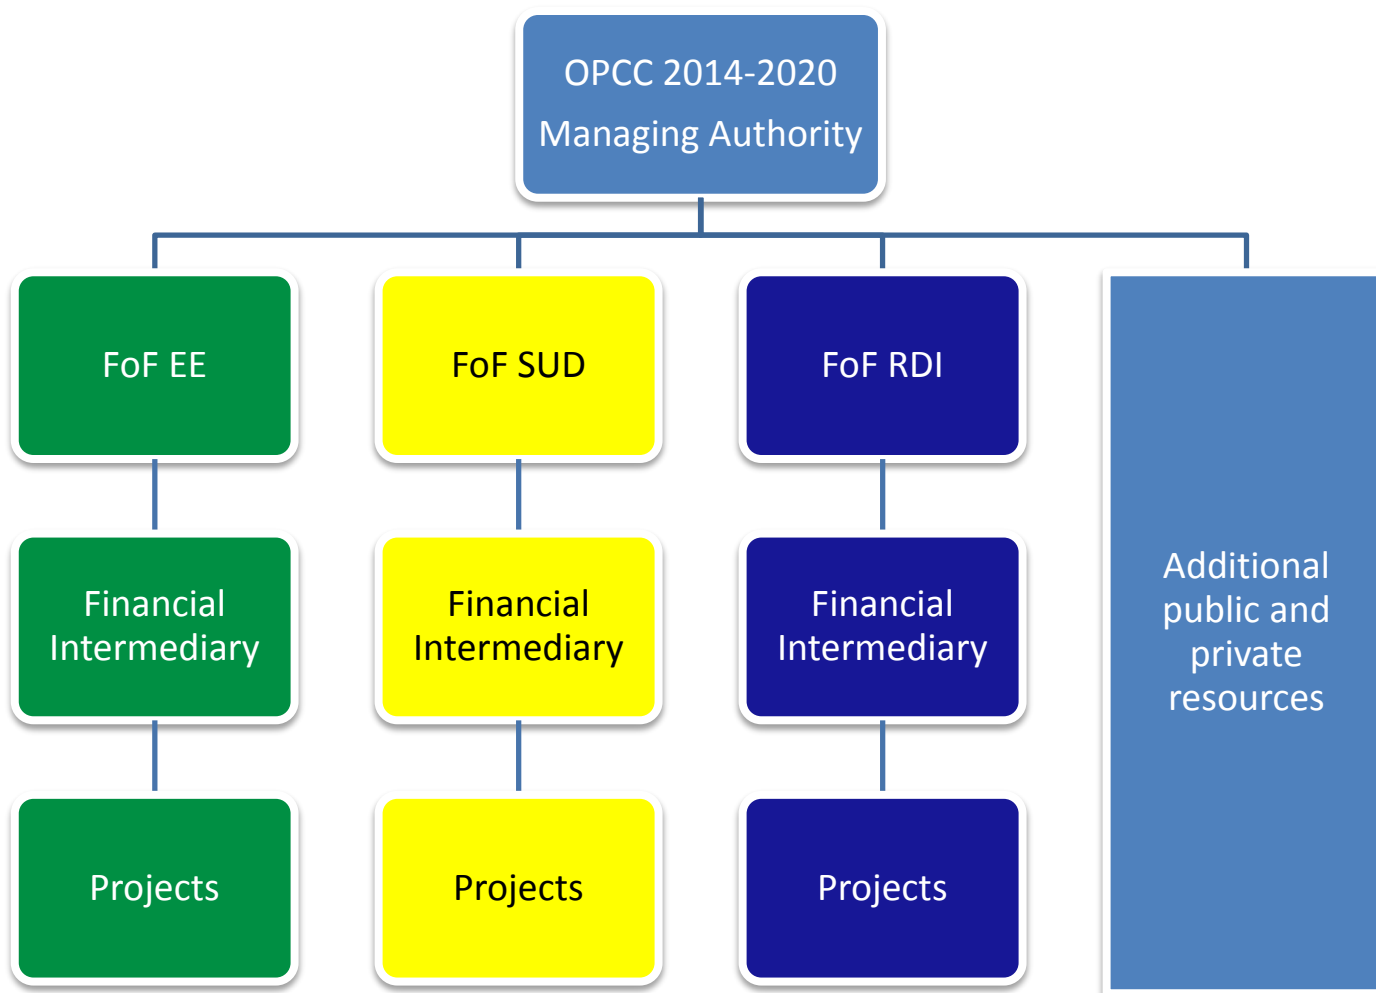 OPCC 2014-2020
Managing Authority
FoF EE
FoF SUD
FoF RDI
Financial
Intermediary
Financial
Intermediary
Financial
Intermediary
Additional
public and
private
resources
Projects
Projects
Projects